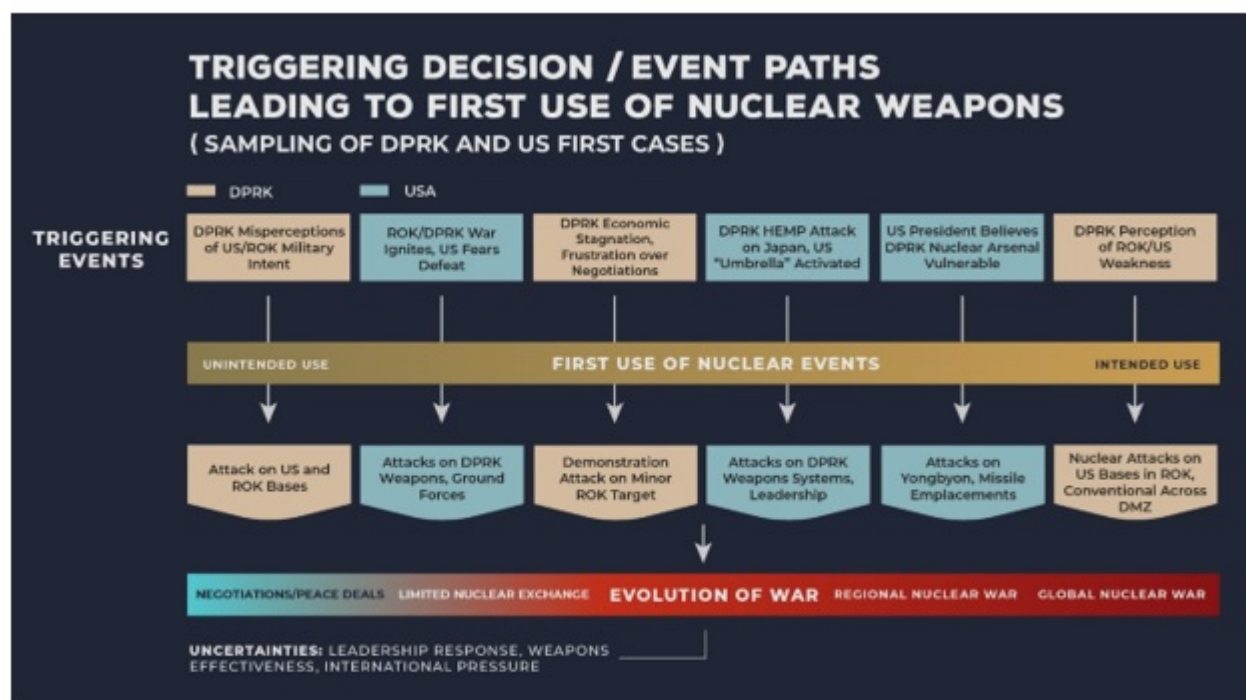 TRIGGERING DECISION / EVENT PATHS
LEADING TO FIRST USE OF NUCLEAR WEAPONS
( SAMPLING OF DPRK AND US FIRST CASES )
DPRK
USA
TRIGGERING
EVENTS
DPRK Misperceptions
of US/ROK Military
Intent
ROK/DPRK War
Ignites, US Fears
Defeat
DPRK Economic
Stagnation,
Frustration over
Negotiations
DPRK HEMP Attack
on Japan, US
"Umbrella" Activated
US President Believes
DPRK Nuclear Arsenal
Vulnerable
DPRK Perception
of ROK/US
Weakness
UNINTENDED USE
FIRST USE OF NUCLEAR EVENTS
INTENDED USE
Attack on US and
ROK Bases
Attacks on DPRK
Weapons, Ground
Forces
Demonstration
Attack on Minor
ROK Target
Attacks on DPRK
Weapons Systems,
Leadership
Attacks on
Yongbyon, Missile
Emplacements
Nuclear Attacks on
US Bases in ROK,
Conventional Across
DMZ
NEGOTIATIONS/PEACE DEALS
LIMITED NUCLEAR EXCHANGE
EVOLUTION OF WAR
REGIONAL NUCLEAR WAR
GLOBAL NUCLEAR WAR
UNCERTAINTIES: LEADERSHIP RESPONSE, WEAPONS
EFFECTIVENESS, INTERNATIONAL PRESSURE